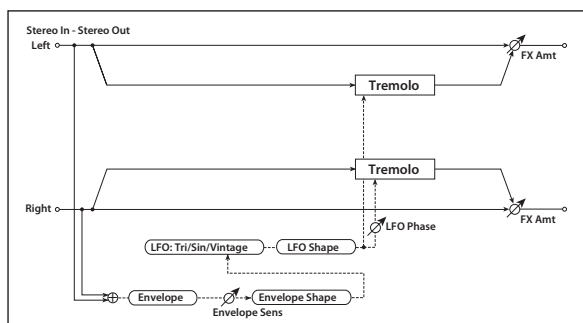 Stereo In - Stereo Out
Left
FX Amt
Tremolo
Tremolo
Right
LFO Phase
FX Amt
LFO: Tri/Sin/Vintage
LFO Shape
Envelope
Envelope Shape
Envelope Sens